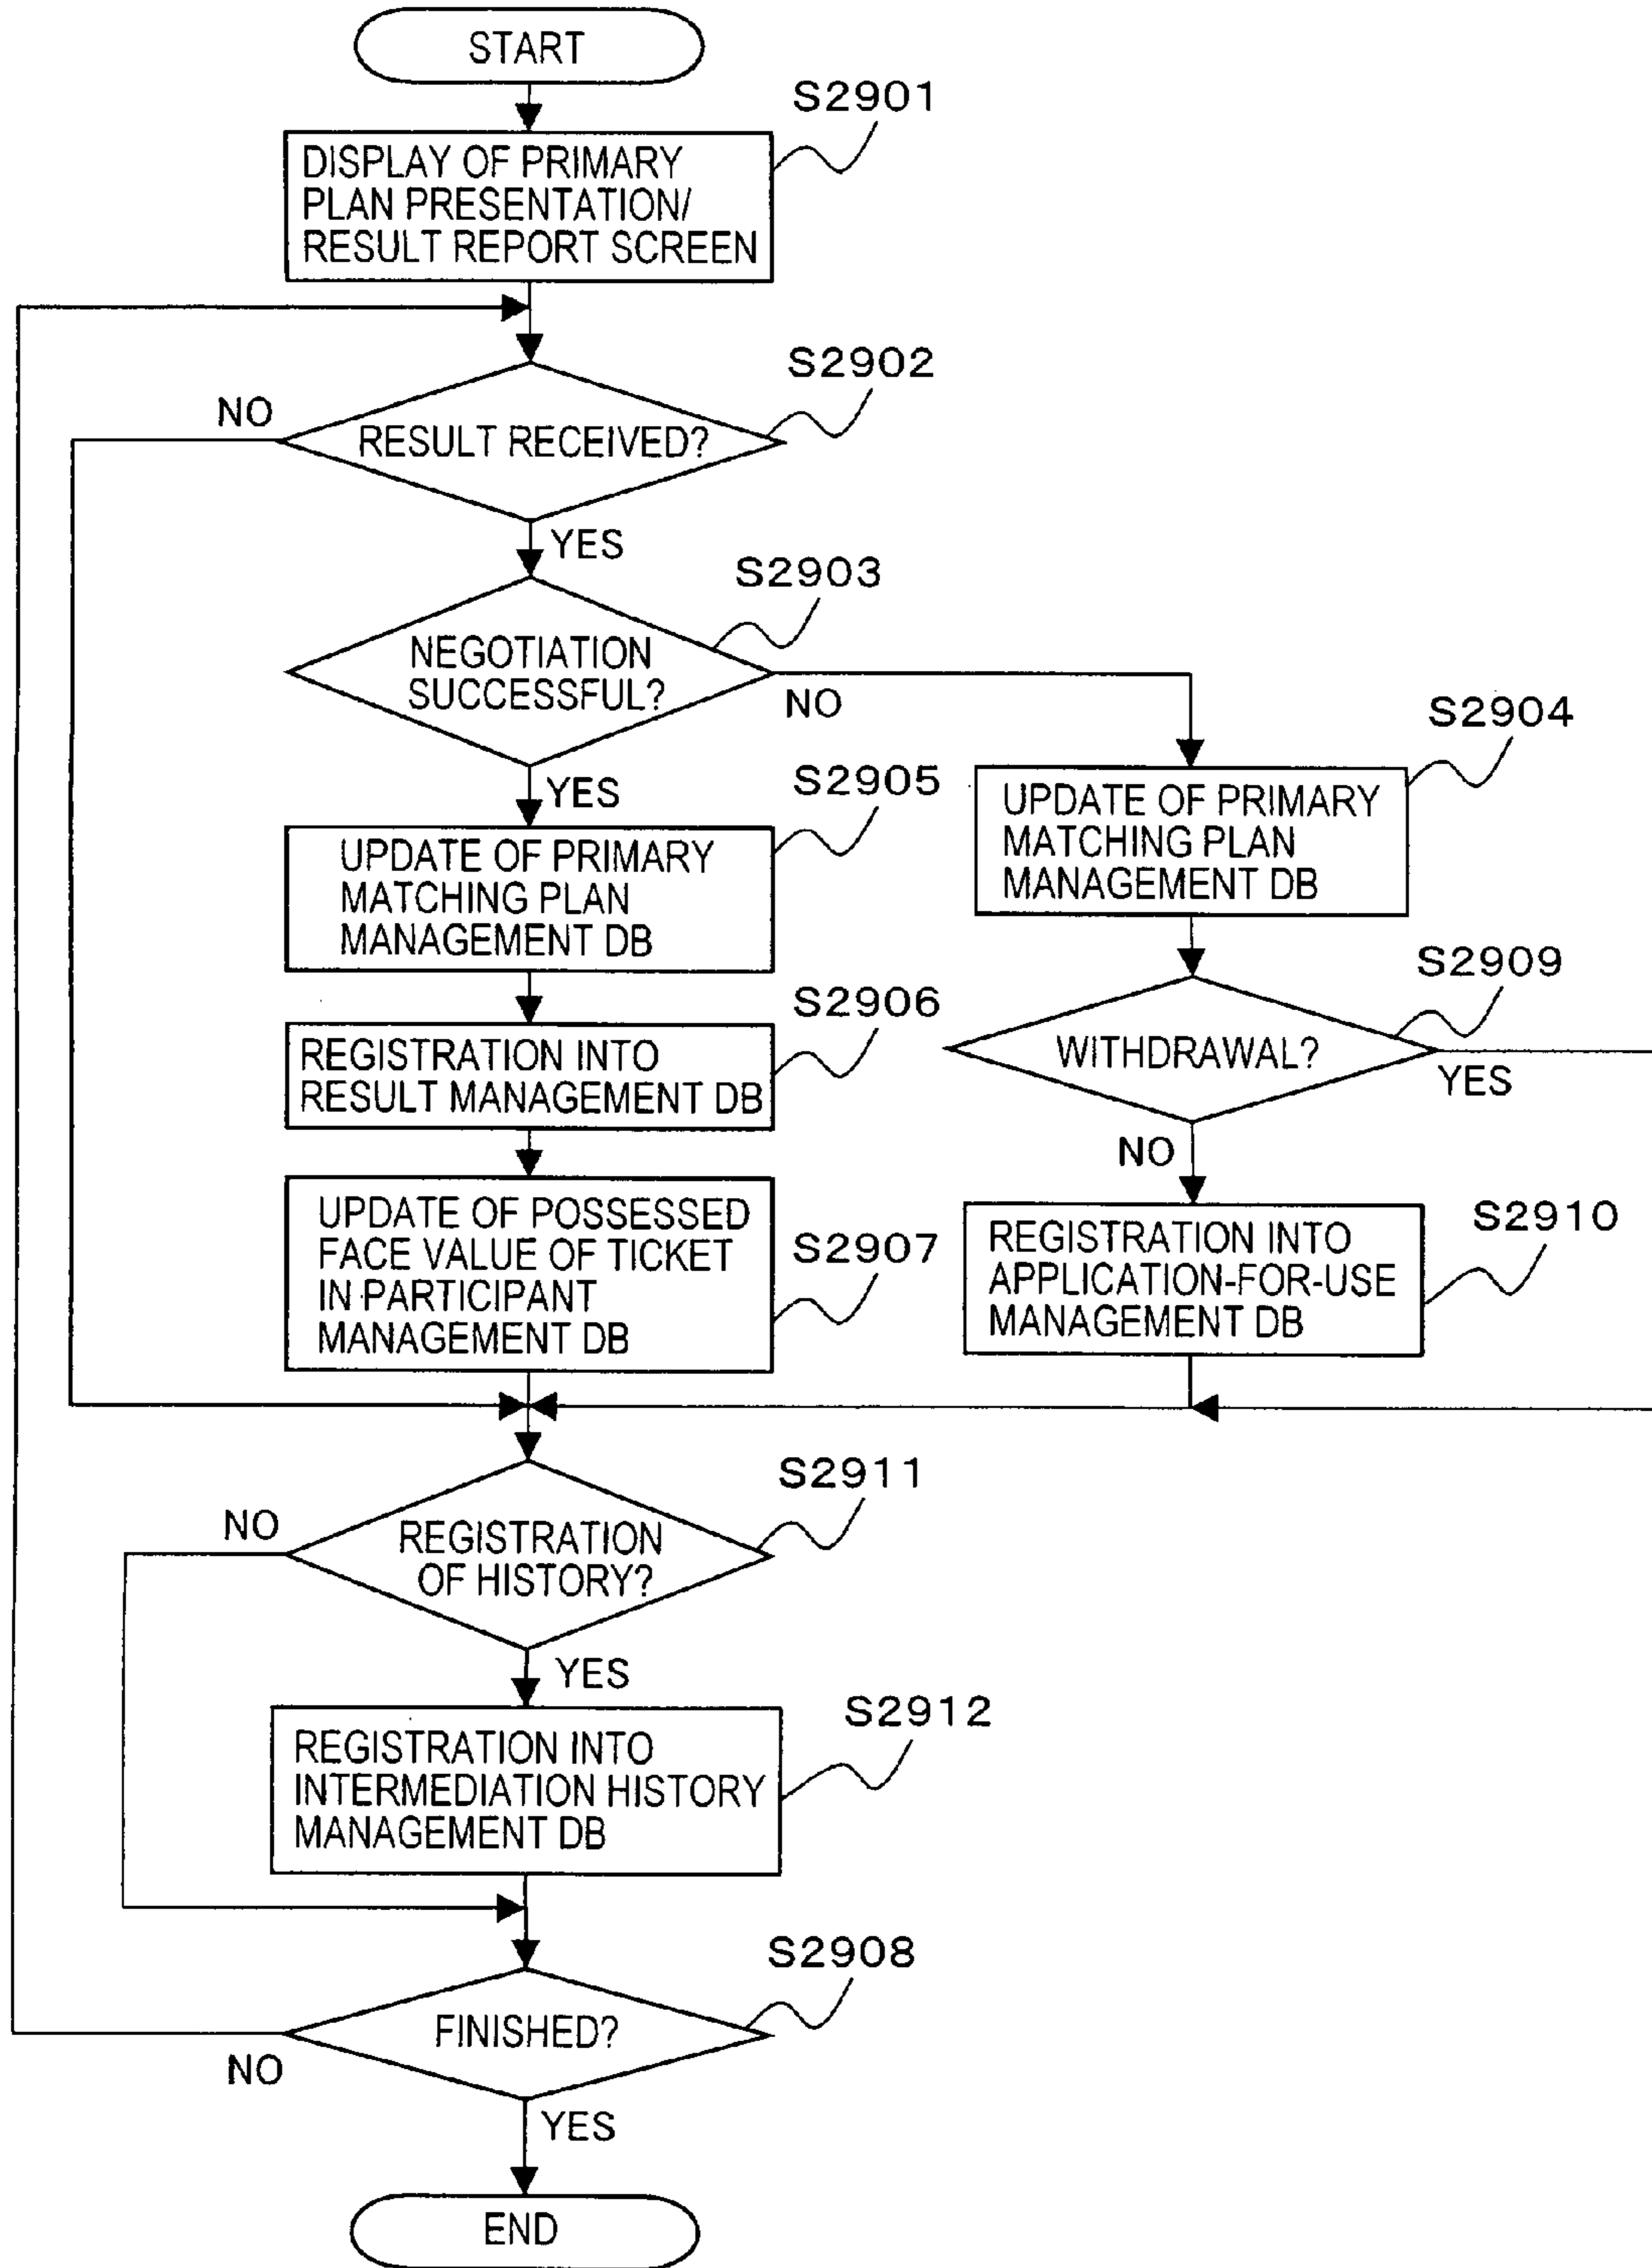 START
S2901
DISPLAY OF PRIMARY
PLAN PRESENTATION/
RESULT REPORT SCREEN
S2902
NO
RESULT RECEIVED?
YES
S2903
NEGOTIATION
SUCCESSFUL?
NO
S2904
YES
S2905
UPDATE OF PRIMARY
MATCHING PLAN
MANAGEMENT DB
UPDATE OF PRIMARY
MATCHING PLAN
MANAGEMENT DB
S2909
S2906
WITHDRAWAL?
YES
REGISTRATION INTO
RESULT MANAGEMENT DB
NO
S2907
UPDATE OF POSSESSED
FACE VALUE OF TICKET
IN PARTICIPANT
MANAGEMENT DB
S2910
REGISTRATION INTO
APPLICATION-FOR-USE
MANAGEMENT DB
S2911
NO
REGISTRATION
OF HISTORY?
YES
S2912
REGISTRATION INTO
INTERMEDIATION HISTORY
MANAGEMENT DB
S2908
FINISHED?
NO
YES
END